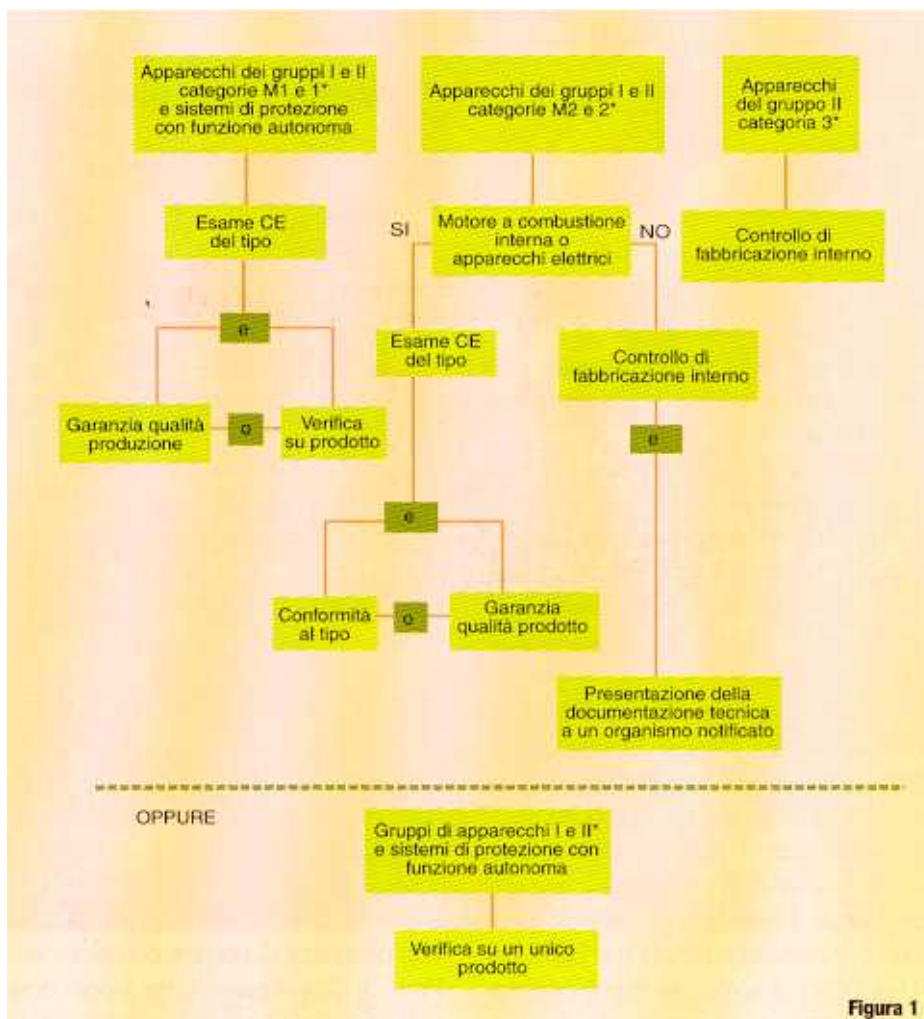 Apparecchi dei gruppi I e II
categorie M1 e 1*
e sistemi di protezione
con funzione autonoma
Apparecchi dei gruppi I e II
categorie M2 e 2*
Apparecchi
del gruppo II
categoria 3*
Esame CE
del tipo
SI
Motore a combustione
interna o
apparecchi elettrici
NO
Controllo di
fabbricazione interno
e
Esame CE
del tipo
Controllo di
fabbricazione interno
Garanzia qualità
produzione
o
Verifica
su prodotto
e
e
Conformità
al tipo
o
Garanzia
qualità prodotto
Presentazione della
documentazione tecnica
a un organismo notificato
OPPURE
Gruppi di apparecchi I e II*
e sistemi di protezione con
funzione autonoma
Verifica su un unico
prodotto
Figura 1